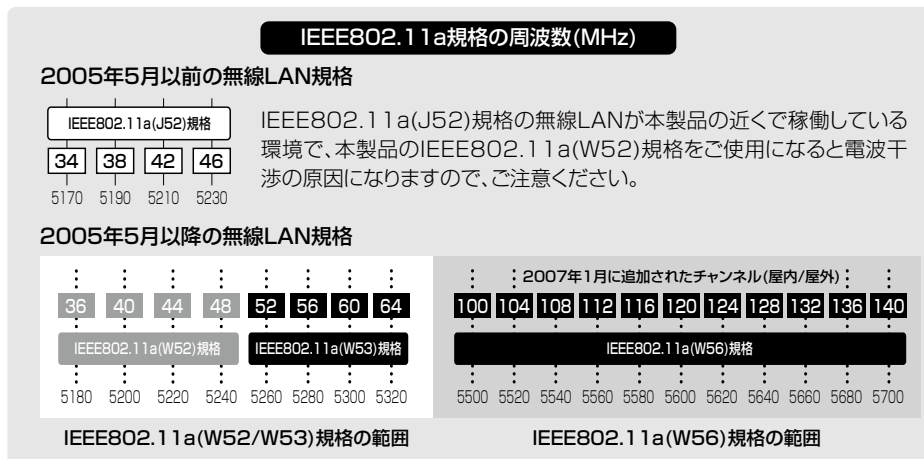 IEEE802.11a規格の周波数(MHz)
2005年5月以前の無線LAN規格
IEEE802.11a(J52)規格
34 38 42 46
5170 5190 5210 5230
IEEE802.11a(J52)規格の無線LANが本製品の近くで稼働している
環境で、本製品のIEEE802.11a(W52)規格をご使用になると電波干
渉の原因になりますので、ご注意ください。
2005年5月以降の無線LAN規格
2007年1月に追加されたチャンネル(屋内/屋外)
36 40 44 48 52 56 60 64 100 104 108 112 116 120 124 128 132 136 140
IEEE802.11a(W52)規格 IEEE802.11a(W53)規格 IEEE802.11a(W56)規格
5180 5200 5220 5240 5260 5280 5300 5320 5500 5520 5540 5560 5580 5600 5620 5640 5660 5680 5700
IEEE802.11a(W52/W53)規格の範囲 IEEE802.11a(W56)規格の範囲